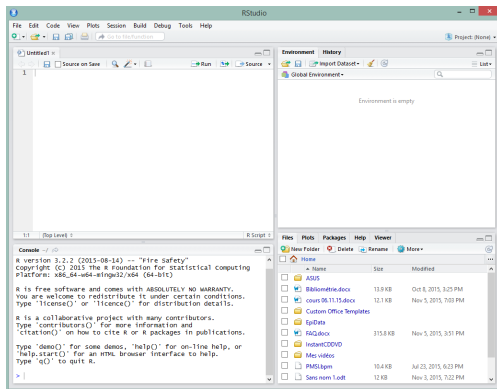 RStudio
File Edit Code View Plots Session Build Debug Tools Help
Go to file/function
Project: (None)
Untitled1
Source on Save
Run
Source
1
1:1 (Top Level) R Script
Console ~/
R version 3.2.2 (2015-08-14) -- "Fire Safety"
Copyright (C) 2015 The R Foundation for Statistical Computing
Platform: x86_64-w64-mingw32/x64 (64-bit)
R is free software and comes with ABSOLUTELY NO WARRANTY.
You are welcome to redistribute it under certain conditions.
Type 'license()' or 'licence()' for distribution details.
R is a collaborative project with many contributors.
Type 'contributors()' for more information and
'citation()' on how to cite R or R packages in publications.
Type 'demo()' for some demos, 'help()' for on-line help, or
'help.start()' for an HTML browser interface to help.
Type 'q()' to quit R.
>
Environment History
Import Dataset
List
Global Environment
Environment is empty
Files Plots Packages Help Viewer
New Folder Delete Rename More
Home
Name Size Modified
ASUS
Bibliométrie.docx 13.9 KB Oct 8, 2015, 3:25 PM
cours 06.11.15.docx 12.1 KB Nov 5, 2015, 7:03 PM
Custom Office Templates
EpiData
FAQ.docx 315.8 KB Nov 5, 2015, 3:51 PM
InstantCDDVD
Mes vidéos
PMSI.bpm 10.4 KB Jul 23, 2015, 6:23 PM
Sans nom 1.odt 12 KB Nov 3, 2015, 7:22 PM